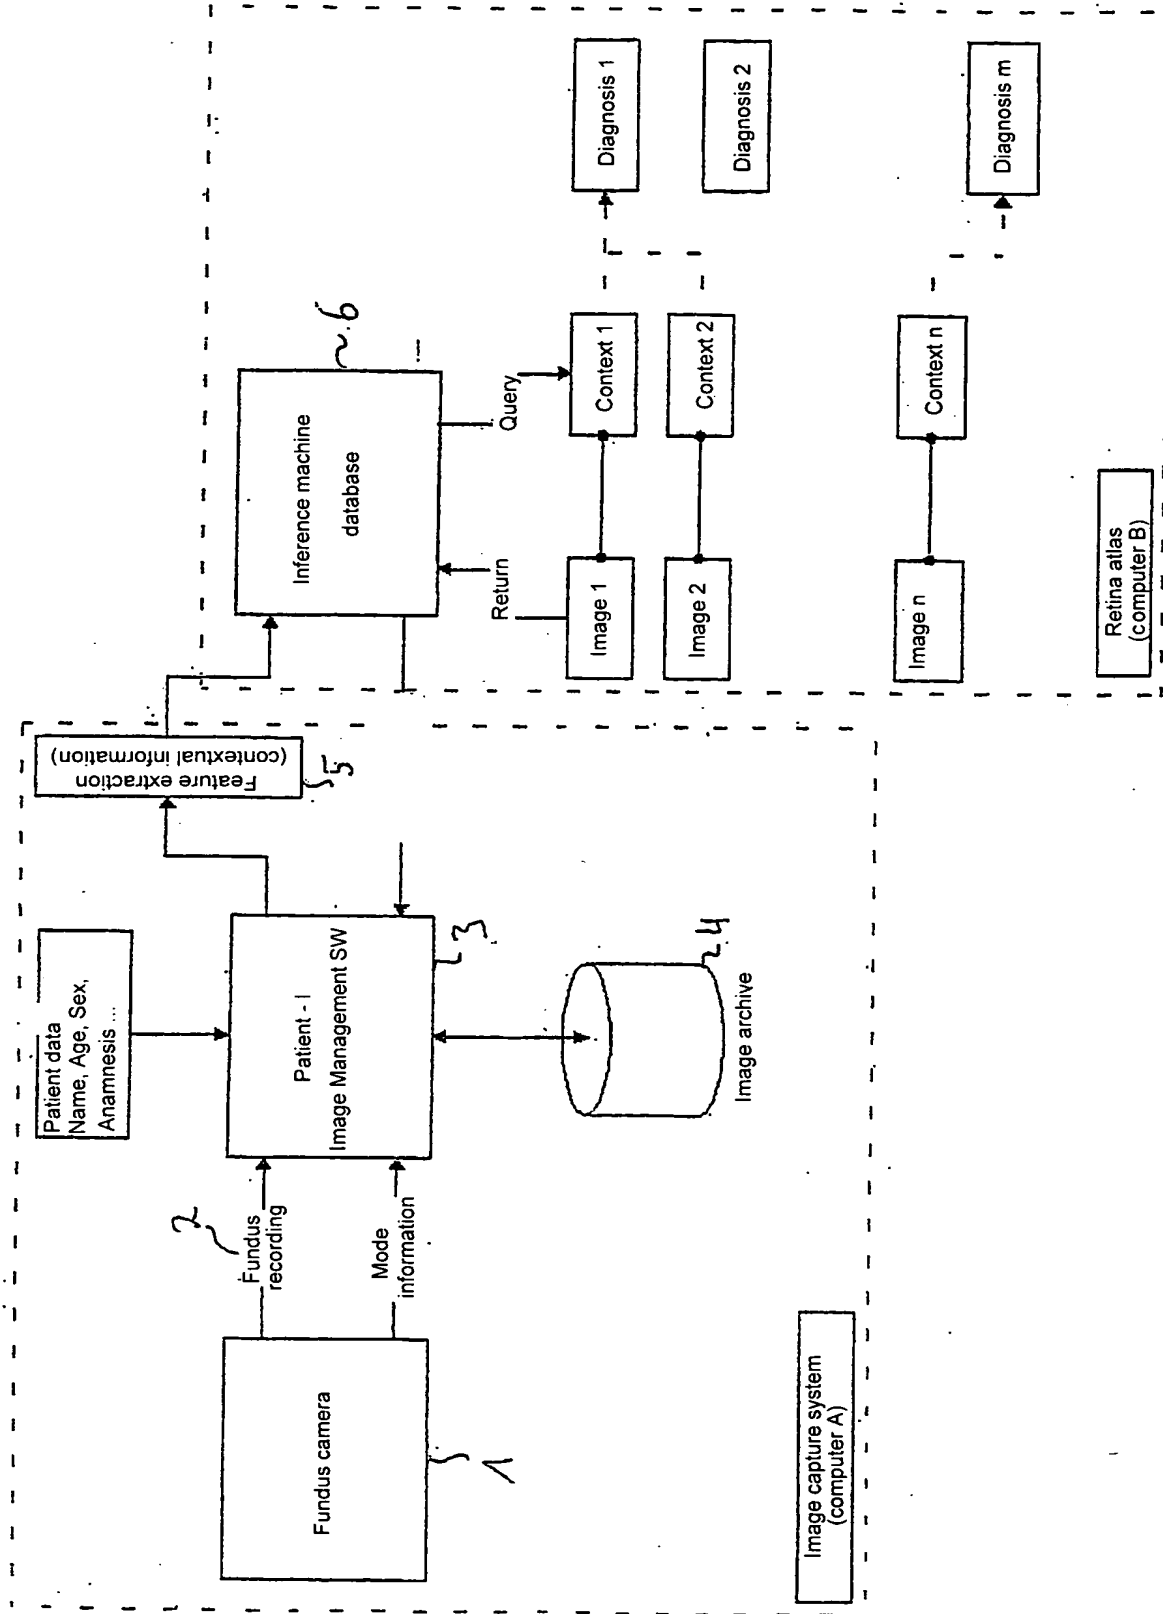 Patient data
Name, Age, Sex,
Anamnesis ...
Feature extraction
(contextual information)
5
Fundus camera
1
2
Fundus
recording
Mode
information
Patient - I
Image Management SW
3
4
Image archive
Image capture system
(computer A)
Inference machine
database
6
Return
Query
Image 1
Context 1
Diagnosis 1
Image 2
Context 2
Diagnosis 2
Image n
Context n
Diagnosis m
Retina atlas
(computer B)